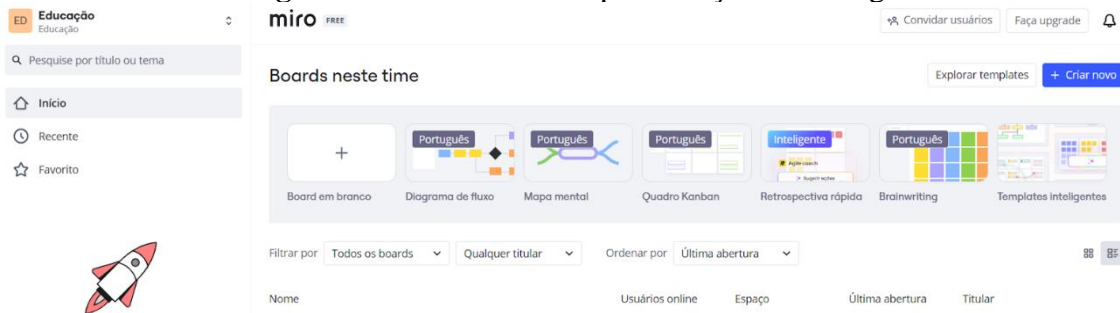 ED Educação
Educação
Pesquise por título ou tema
Início
Recente
Favorito
miro FREE
Convidar usuários
Faça upgrade
Boards neste time
Explorar templates
+ Criar novo
+
Board em branco
Português
Diagrama de fluxo
Português
Mapa mental
Português
Quadro Kanban
Inteligente
Agile coach
Retrospectiva rápida
Português
Brainwriting
Templates inteligentes
Filtrar por Todos os boards Qualquer titular Ordenar por Última abertura
Nome Usuários online Espaço Última abertura Titular